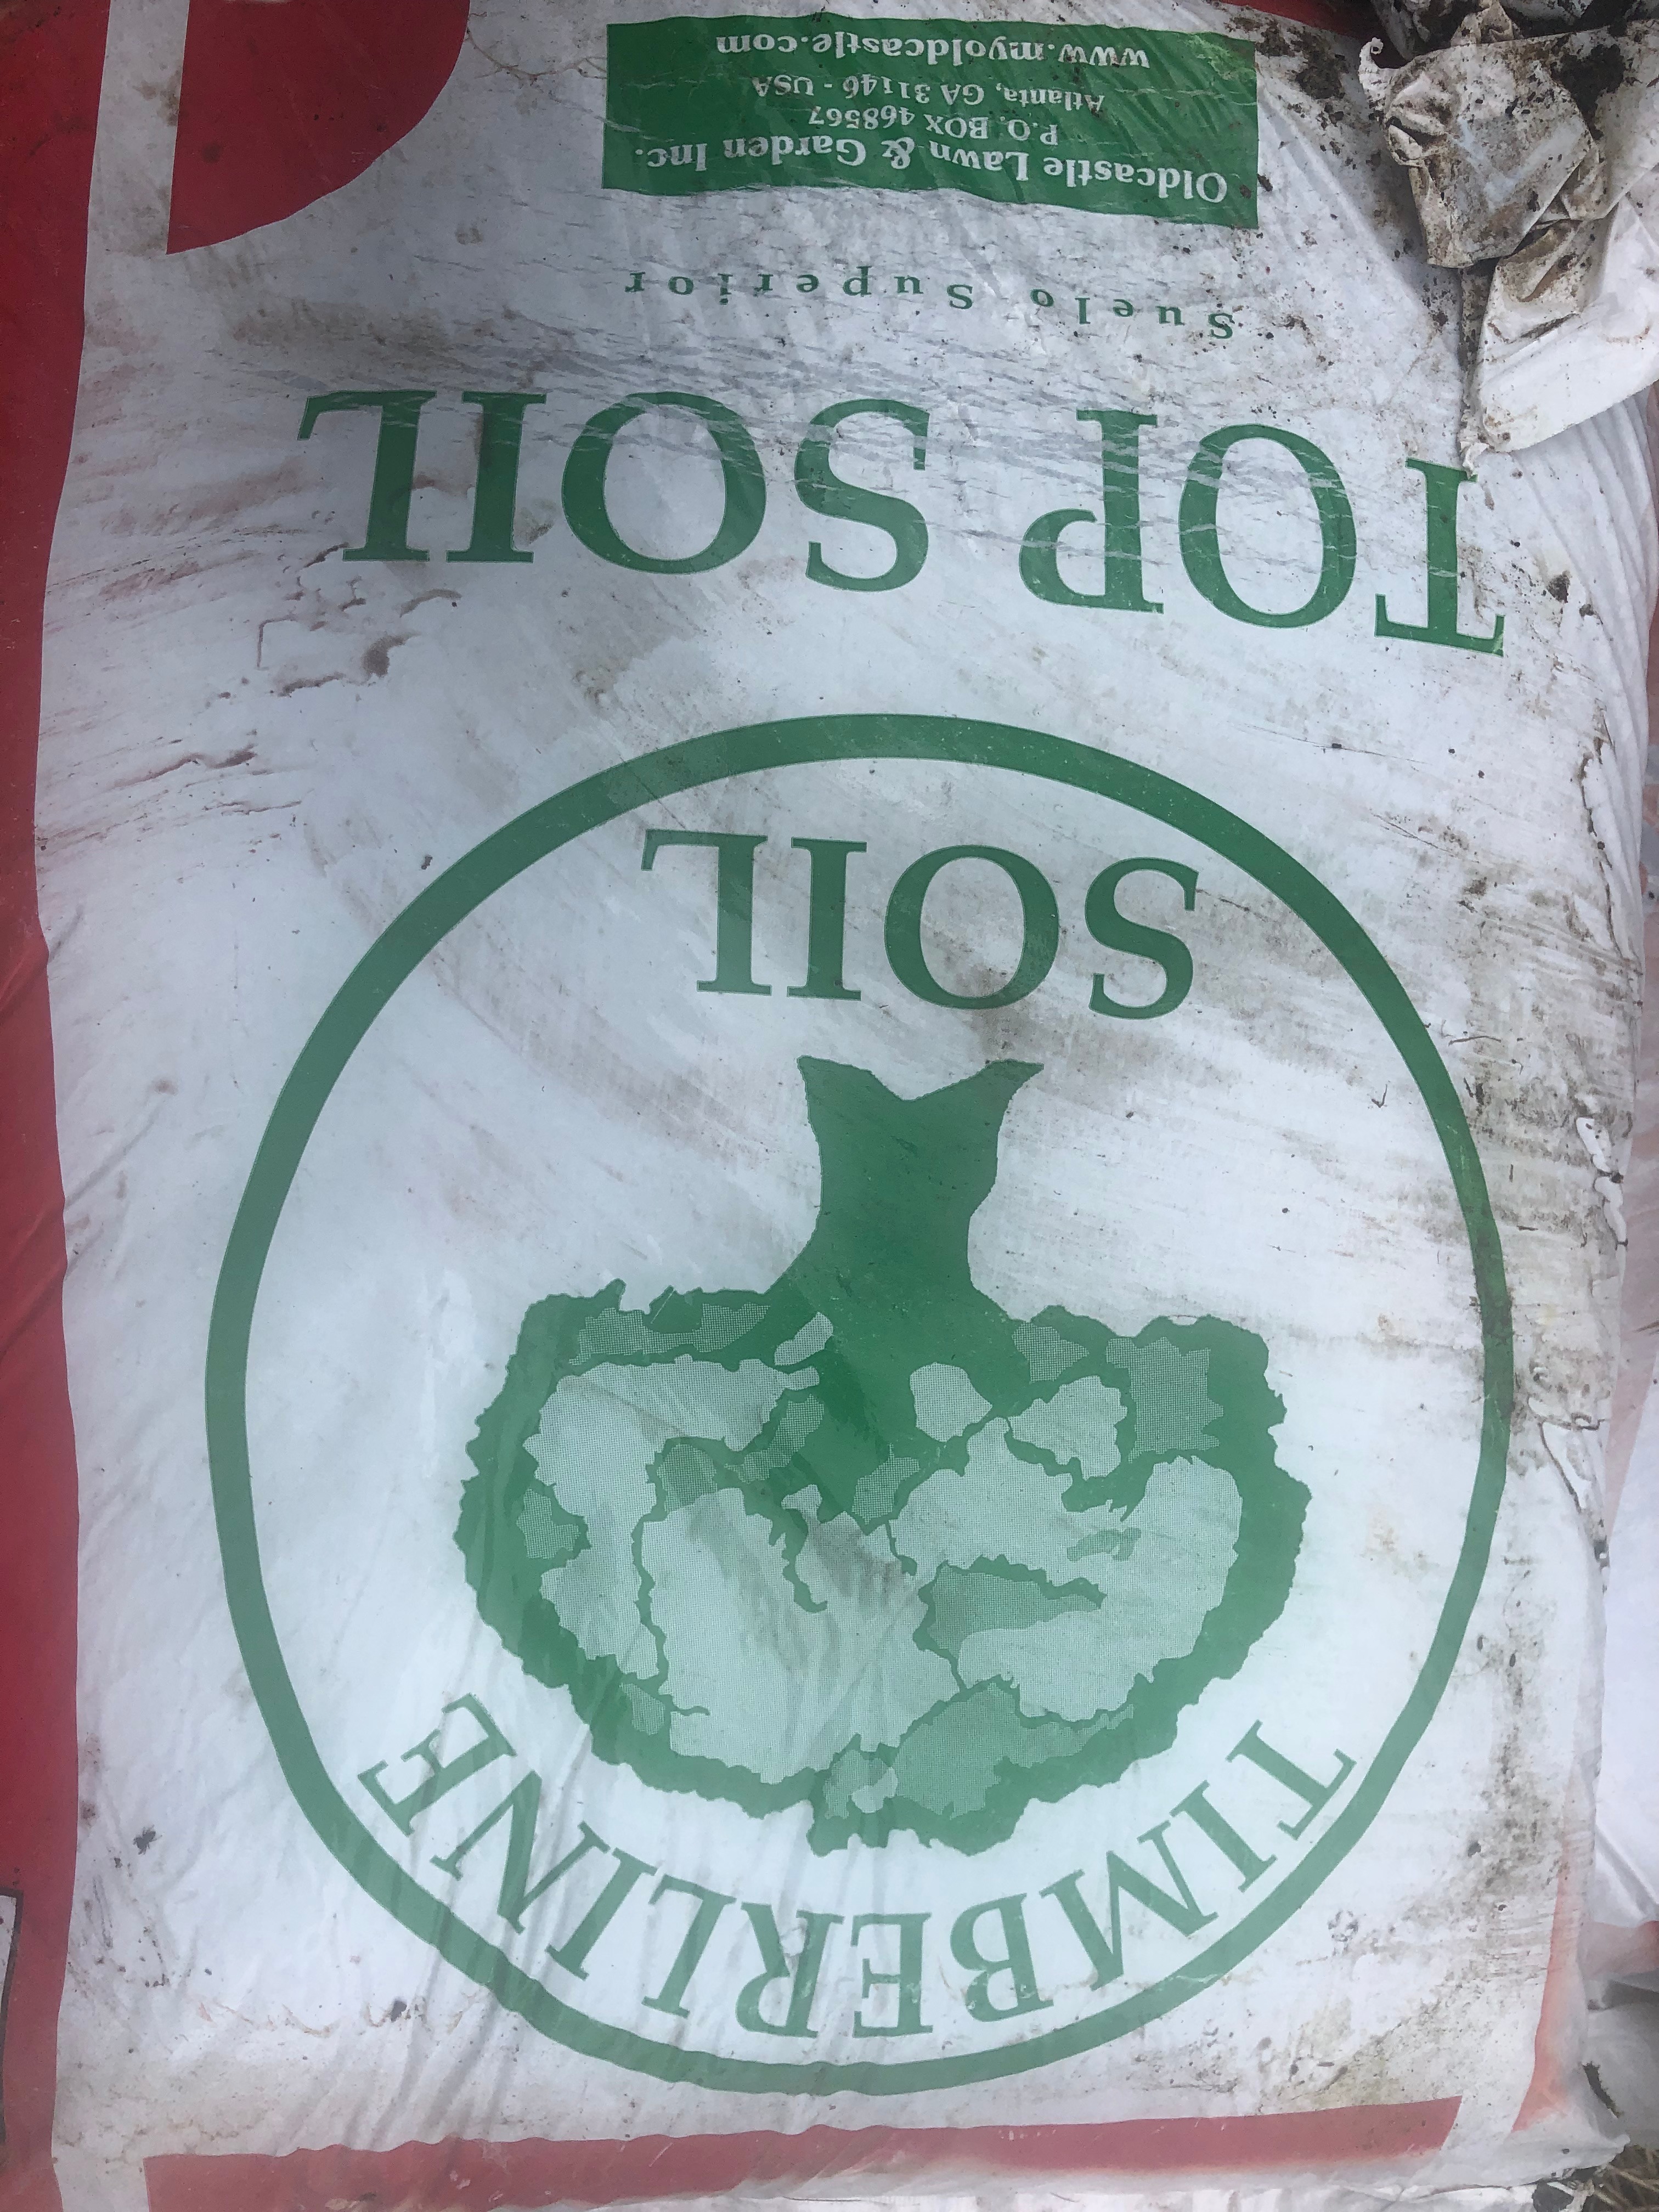 TIMBERLINE
SOIL
TOP SOIL
Suelo Superior
Oldcastle Lawn & Garden Inc.
P.O. BOX 468567
Atlanta, GA 31146 - USA
www.myoldcastle.com